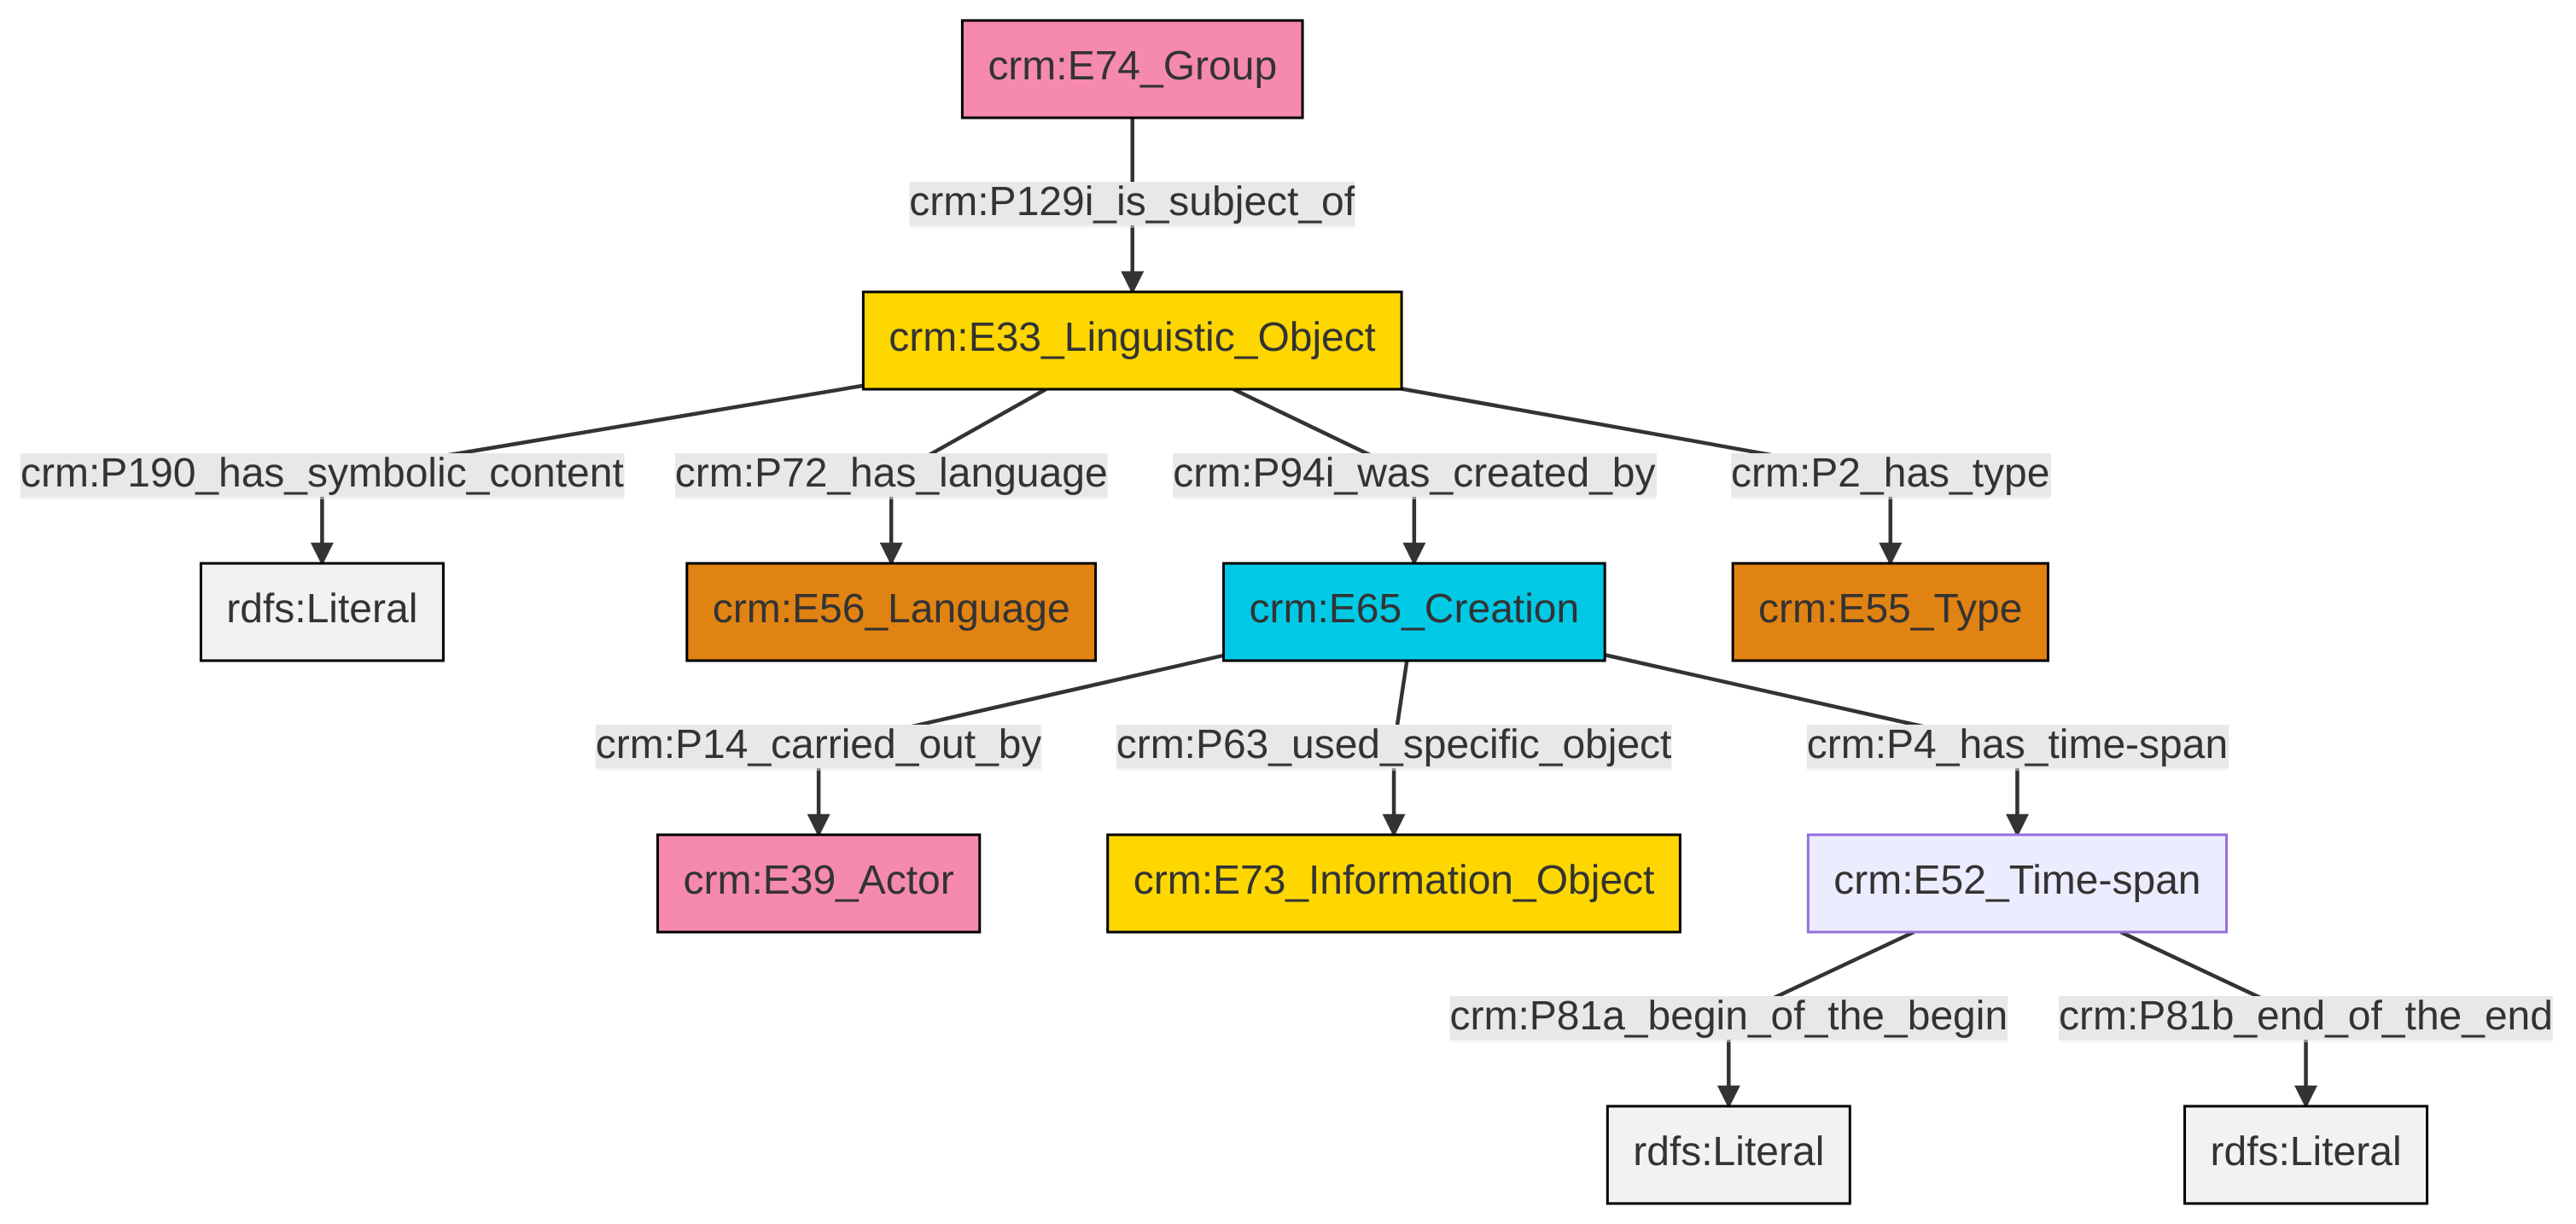 crm:E74_Group
crm:P129i_is_subject_of
crm:E33_Linguistic_Object
crm:P190_has_symbolic_content
crm:P72_has_language
crm:P94i_was_created_by
crm:P2_has_type
rdfs:Literal
crm:E56_Language
crm:E65_Creation
crm:E55_Type
crm:P14_carried_out_by
crm:P63_used_specific_object
crm:P4_has_time-span
crm:E39_Actor
crm:E73_Information_Object
crm:E52_Time-span
crm:P81a_begin_of_the_begin
crm:P81b_end_of_the_end
rdfs:Literal
rdfs:Literal